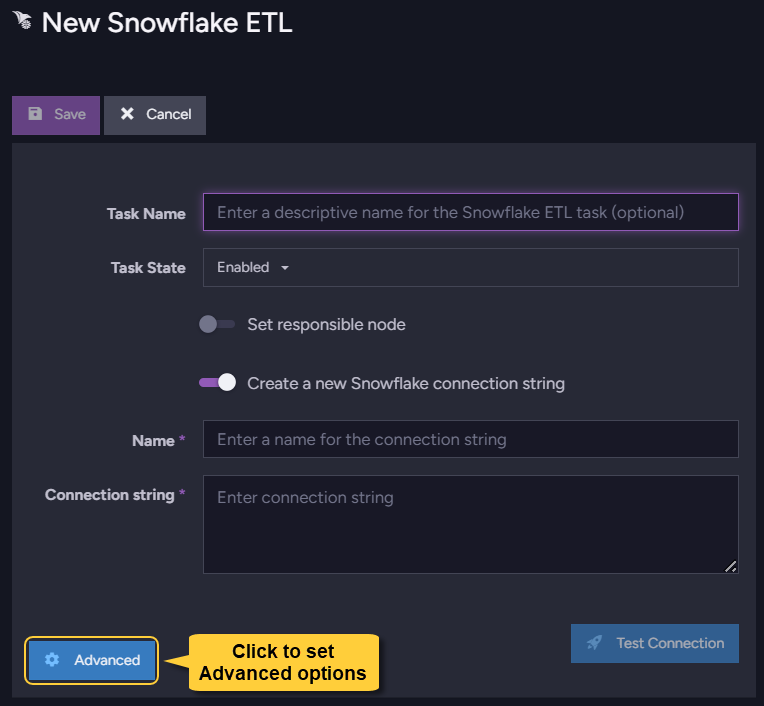 New Snowflake ETL
Save
Cancel
Task Name
Enter a descriptive name for the Snowflake ETL task (optional)
Task State
Enabled
Set responsible node
Create a new Snowflake connection string
Name *
Enter a name for the connection string
Connection string *
Enter connection string
Advanced
Click to set
Advanced options
Test Connection